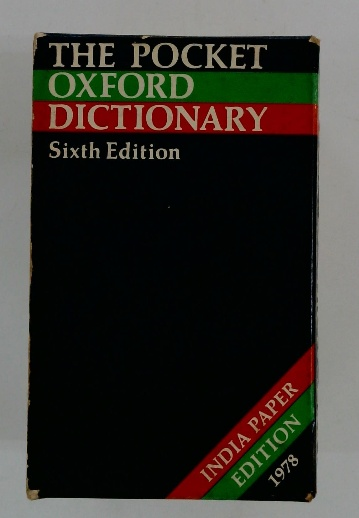 THE POCKET
OXFORD
DICTIONARY
Sixth Edition
INDIA PAPER
EDITION
1978